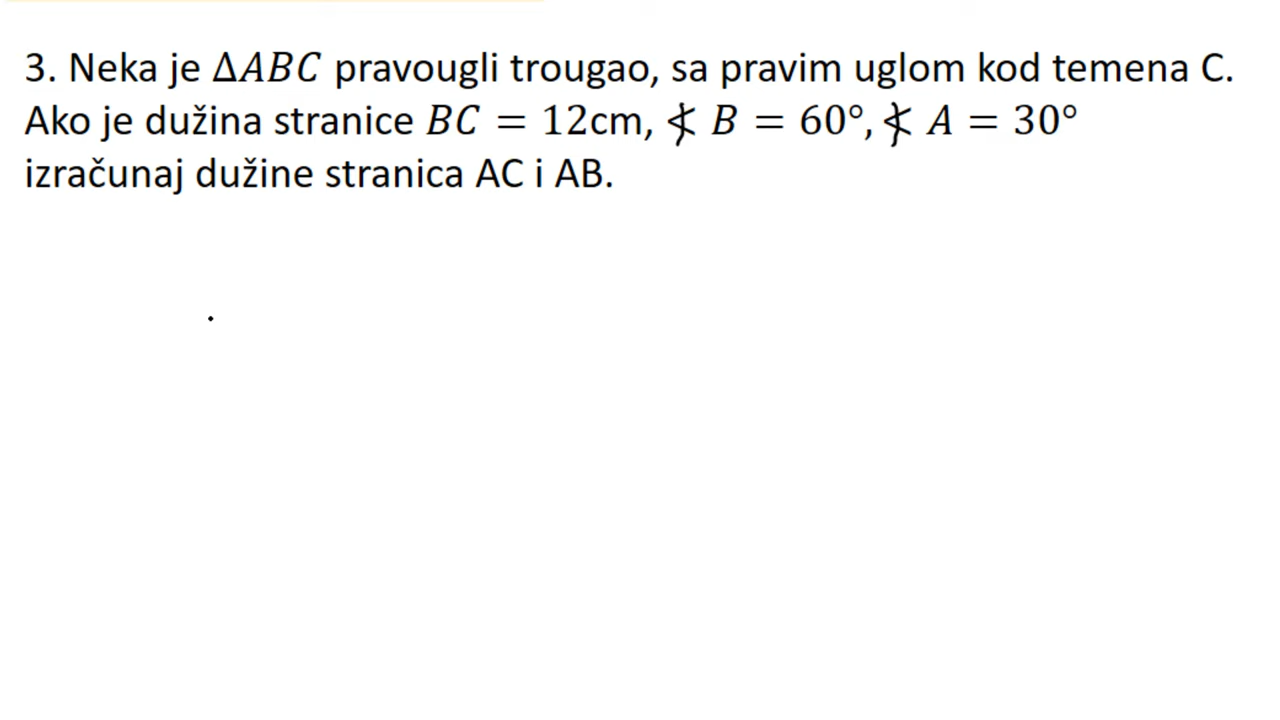 3. Neka je ΔABC pravougli trougao, sa pravim uglom kod temena C.
Ako je dužina stranice BC = 12cm, ∢ B = 60°, ∢ A = 30°
izračunaj dužine stranica AC i AB.